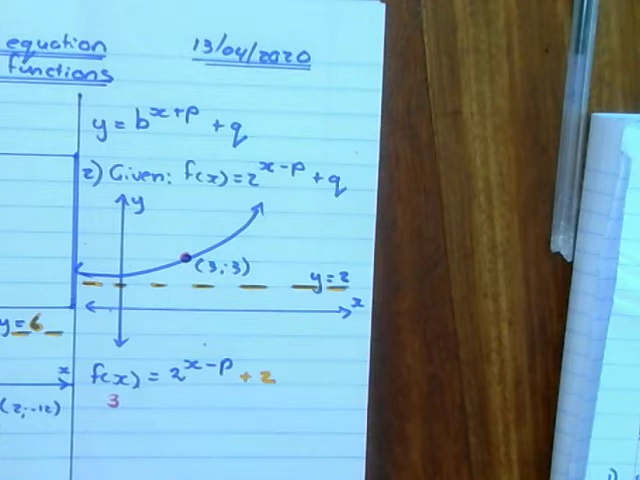 equation
functions
13/04/2020
y = b^x+p + q
2) Given: f(x) = 2^x-p + q
y
(3;3)
y = 2
x
y = 6
f(x) = 2^x-p + 2
3
x
(2;-12)